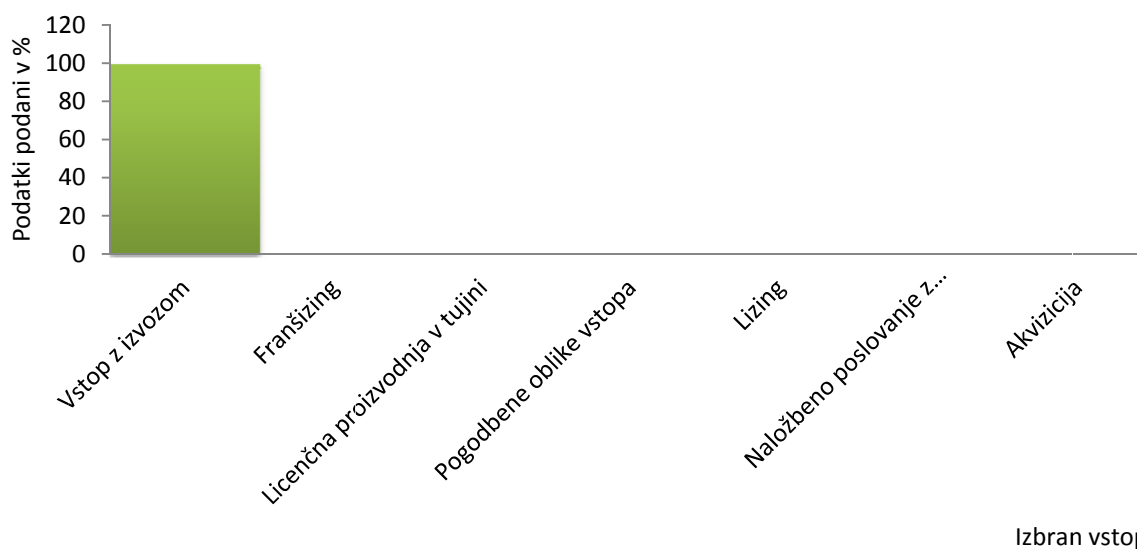 Podatki podani v %
120
100
80
60
40
20
0
Vstop z izvozom
Franšizing
Licenčna proizvodnja v tujini
Pogodbene oblike vstopa
Lizing
Naložbeno poslovanje z...
Akvizicija
Izbran vstop